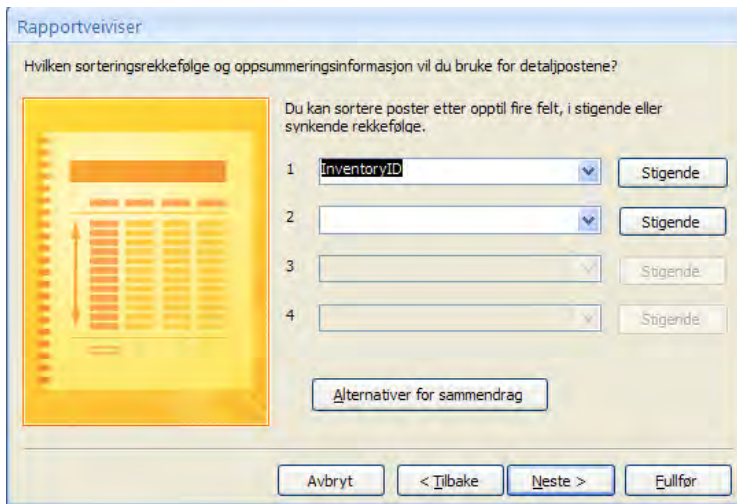 Rapportveiviser
Hvilken sorteringsrekkefølge og oppsummeringsinformasjon vil du bruke for detaljpostene?
Du kan sortere poster etter opptil fire felt, i stigende eller
synkende rekkefølge.
1 InventoryID Stigende
2 Stigende
3 Stigende
4 Stigende
Alternativer for sammendrag
Avbryt < Tilbake Neste > Fullfør